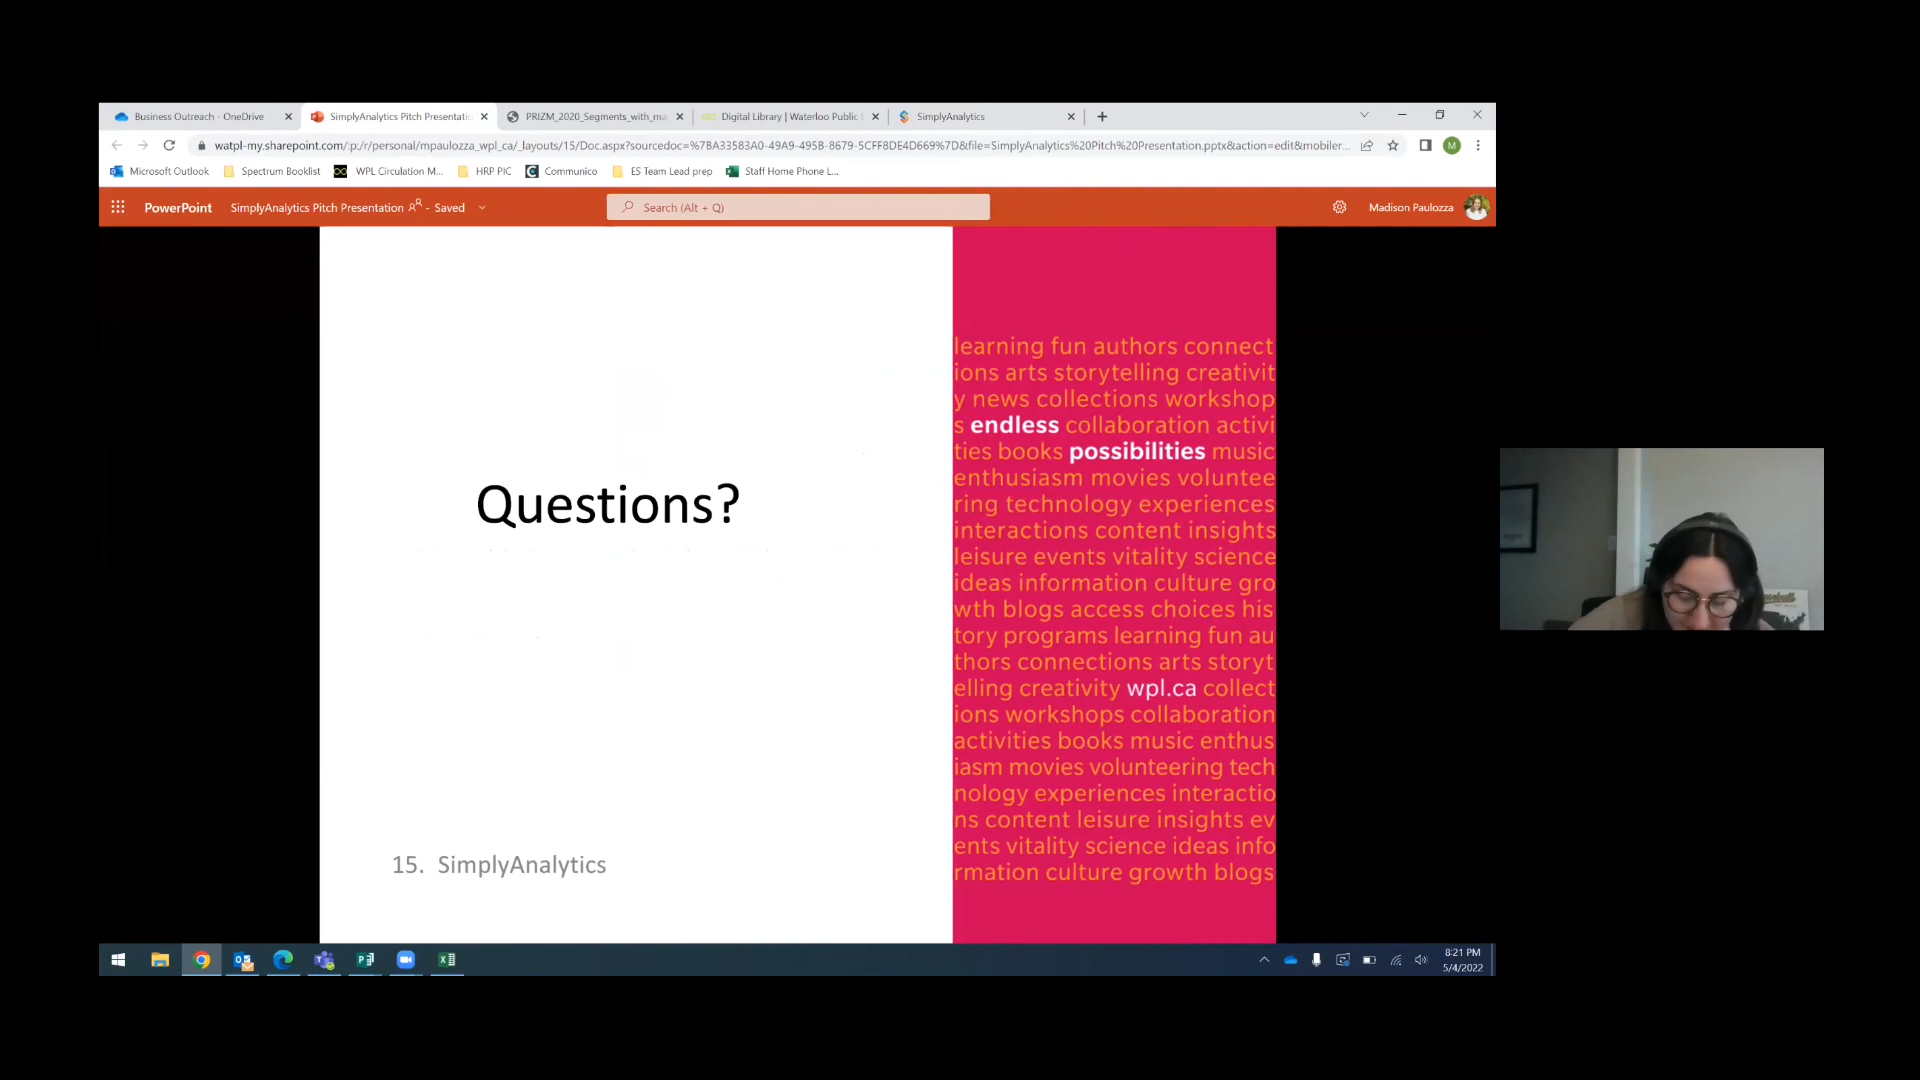 Business Outreach - OneDrive
SimplyAnalytics Pitch Presentatic
PRIZM_2020_Segments_with_ma
Digital Library | Waterloo Public L
SimplyAnalytics
watpl-my.sharepoint.com/:p:/r/personal/mpaulozza_wpl_ca/_layouts/15/Doc.aspx?sourcedoc=%7BA33583A0-49A9-495B-8679-5CFF8DE4D669%7D&file=SimplyAnalytics%20Pitch%20Presentation.pptx&action=edit&mobiler...
M
Microsoft Outlook
Spectrum Booklist
WPL Circulation M...
HRP PIC
Communico
ES Team Lead prep
Staff Home Phone L...
PowerPoint
SimplyAnalytics Pitch Presentation - Saved
Search (Alt + Q)
Madison Paulozza
Questions?
15. SimplyAnalytics
learning fun authors connect
ions arts storytelling creativit
y news collections workshop
s endless collaboration activi
ties books possibilities music
enthusiasm movies voluntee
ring technology experiences
interactions content insights
leisure events vitality science
ideas information culture gro
wth blogs access choices his
tory programs learning fun au
thors connections arts storyt
elling creativity wpl.ca collect
ions workshops collaboration
activities books music enthus
iasm movies volunteering tech
nology experiences interactio
ns content leisure insights ev
ents vitality science ideas info
rmation culture growth blogs
8:21 PM
5/4/2022